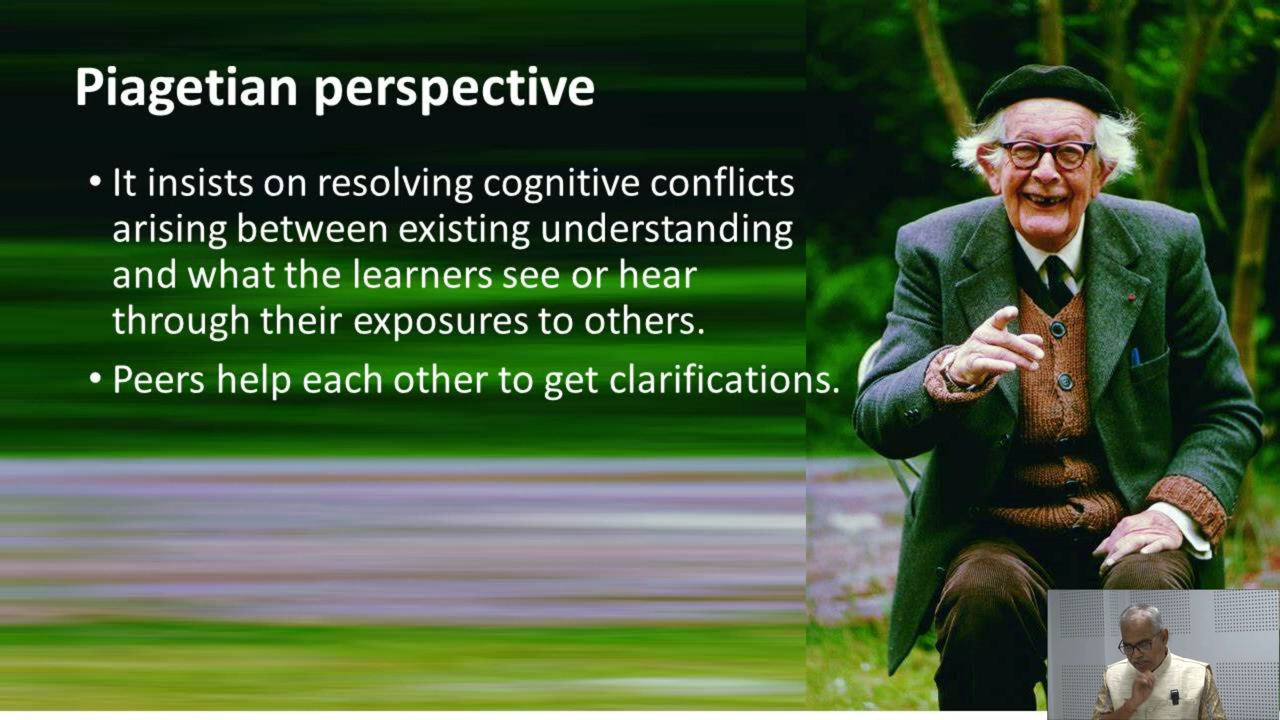 Piagetian perspective
• It insists on resolving cognitive conflicts
arising between existing understanding
and what the learners see or hear
through their exposures to others.
• Peers help each other to get clarifications.